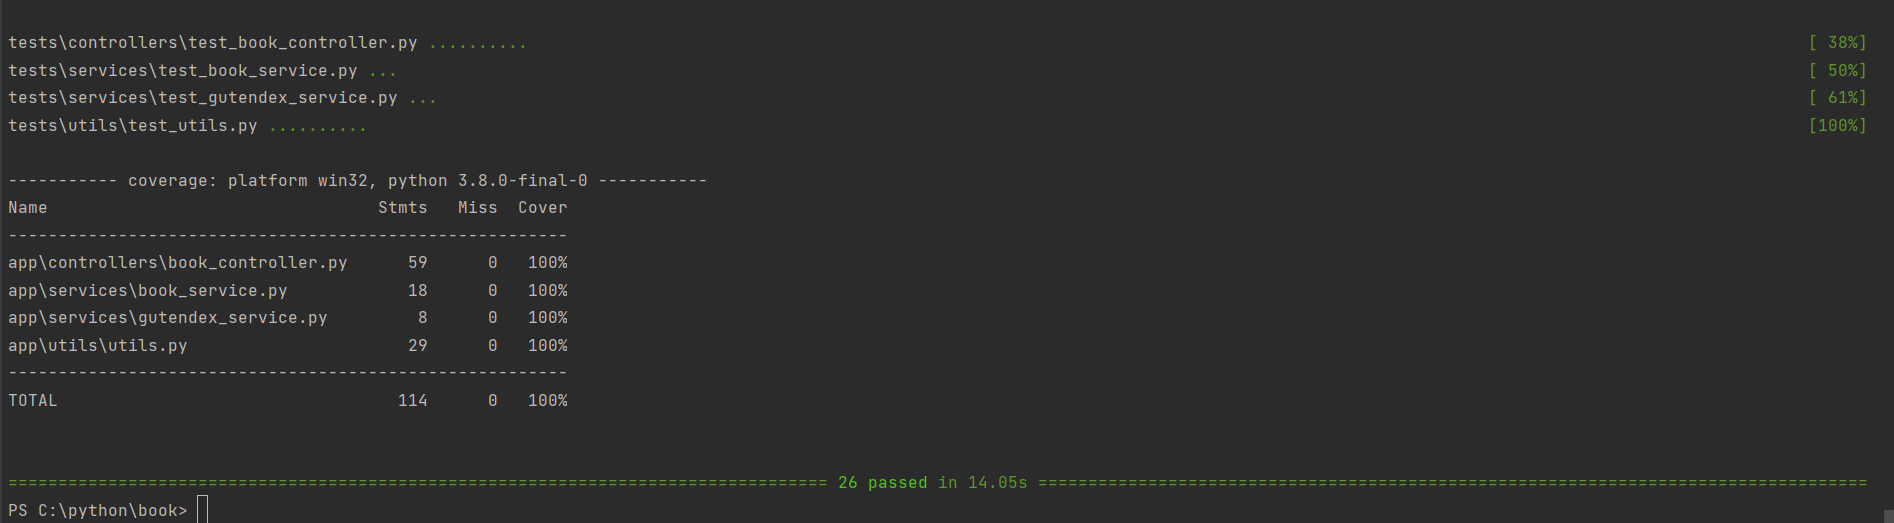 tests\controllers\test_book_controller.py .......... [ 38%]
tests\services\test_book_service.py ... [ 50%]
tests\services\test_gutendex_service.py ... [ 61%]
tests\utils\test_utils.py .......... [100%]
----------- coverage: platform win32, python 3.8.0-final-0 -----------
Name Stmts Miss Cover
--------------------------------------------------------
app\controllers\book_controller.py 59 0 100%
app\services\book_service.py 18 0 100%
app\services\gutendex_service.py 8 0 100%
app\utils\utils.py 29 0 100%
--------------------------------------------------------
TOTAL 114 0 100%
================================================================================== 26 passed in 14.05s ===================================================================================
PS C:\python\book>